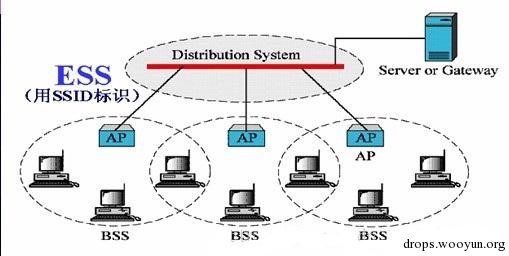 Distribution System
Server or Gateway
ESS
（用SSID标识）
AP
AP
AP
AP
BSS
BSS
BSS
drops.wooyun.org